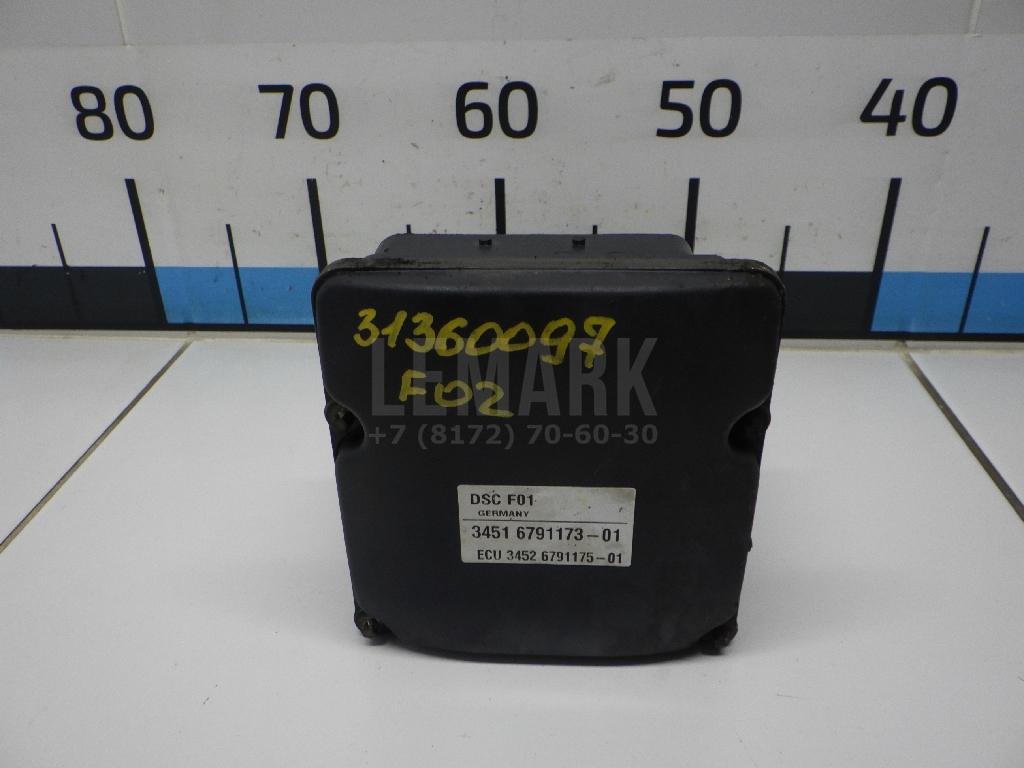 80 70 60 50 40
31360097
F02
LEMARK
+7 (8172) 70-60-30
DSC F01
GERMANY
3451 6791173-01
ECU 3452 6791175-01